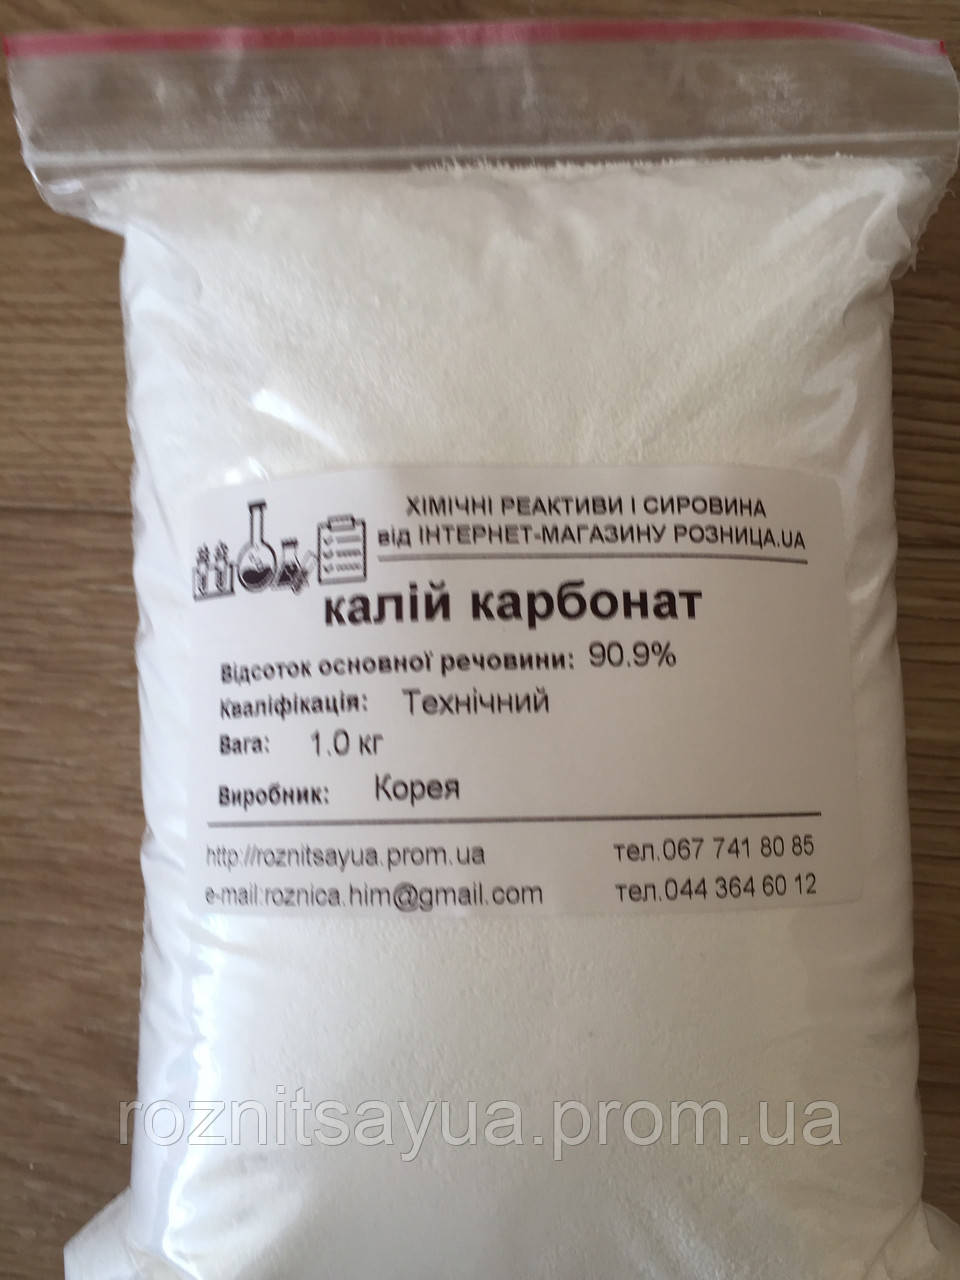 ХІМІЧНІ РЕАКТИВИ І СИРОВИНА
від ІНТЕРНЕТ-МАГАЗИНУ РОЗНИЦА.UA
калій карбонат
Відсоток основної речовини: 90.9%
Кваліфікація: Технічний
Вага: 1.0 кг
Виробник: Корея
http://roznitsayua.prom.ua тел.067 741 80 85
e-mail:roznica.him@gmail.com тел.044 364 60 12
roznitsayua.prom.ua